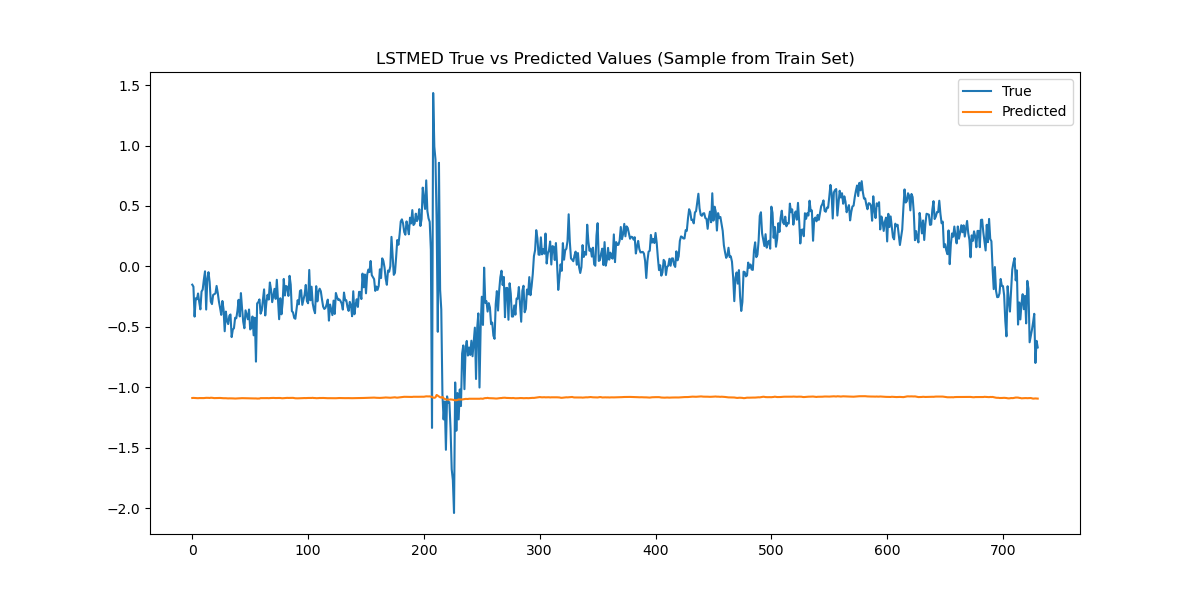 LSTMED True vs Predicted Values (Sample from Train Set)
True
Predicted
1.5
1.0
0.5
0.0
−0.5
−1.0
−1.5
−2.0
0 100 200 300 400 500 600 700